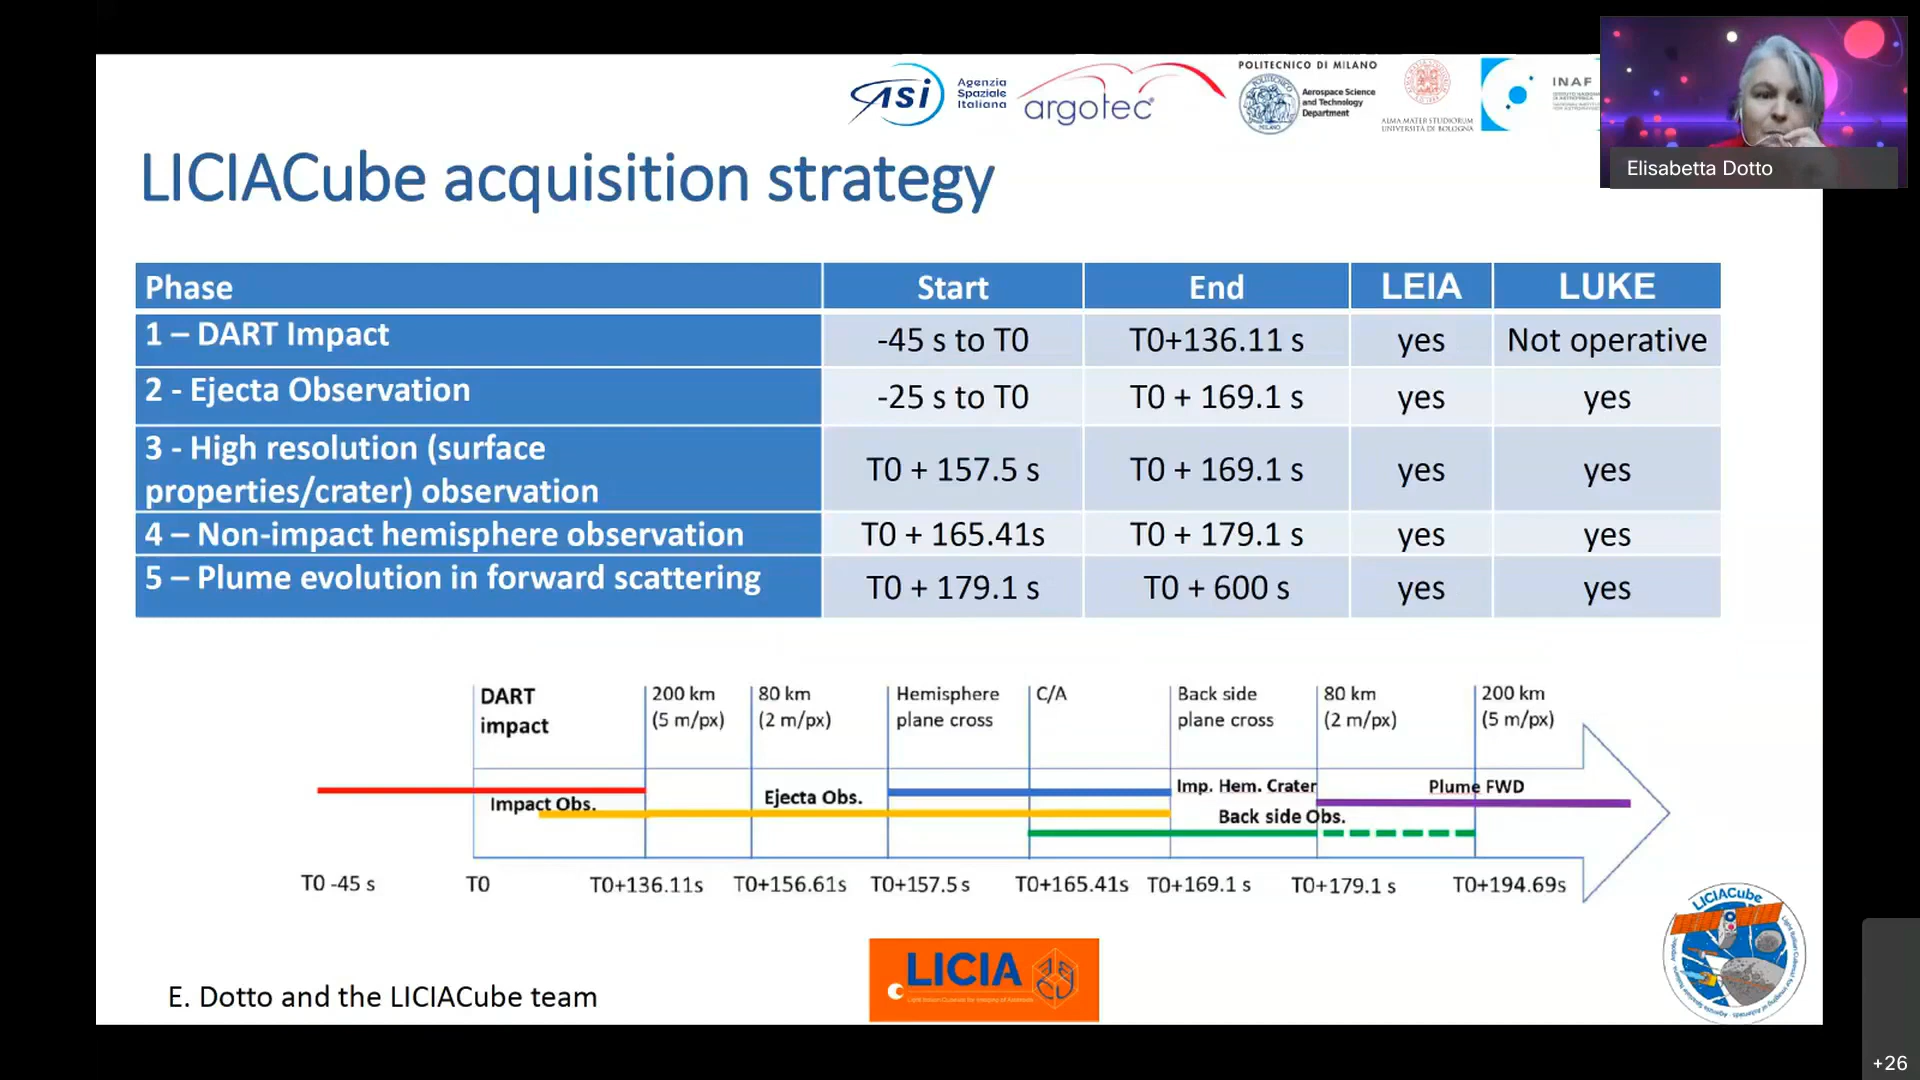 asi Agenzia
Spaziale
Italiana
argotec
POLITECNICO DI MILANO
Aerospace Science
and Technology
Department
ALMA MATER STUDIORUM
UNIVERSITÀ DI BOLOGNA
INAF
Elisabetta Dotto
LICIACube acquisition strategy
Phase Start End LEIA LUKE
1 – DART Impact -45 s to T0 T0+136.11 s yes Not operative
2 - Ejecta Observation -25 s to T0 T0 + 169.1 s yes yes
3 - High resolution (surface
properties/crater) observation T0 + 157.5 s T0 + 169.1 s yes yes
4 – Non-impact hemisphere observation T0 + 165.41s T0 + 179.1 s yes yes
5 – Plume evolution in forward scattering T0 + 179.1 s T0 + 600 s yes yes
DART
impact
200 km
(5 m/px)
80 km
(2 m/px)
Hemisphere
plane cross
C/A
Back side
plane cross
80 km
(2 m/px)
200 km
(5 m/px)
Impact Obs.
Ejecta Obs.
Imp. Hem. Crater
Back side Obs.
Plume FWD
T0 -45 s T0 T0+136.11s T0+156.61s T0+157.5 s T0+165.41s T0+169.1 s T0+179.1 s T0+194.69s
E. Dotto and the LICIACube team
LICIA
LICIACube
+26